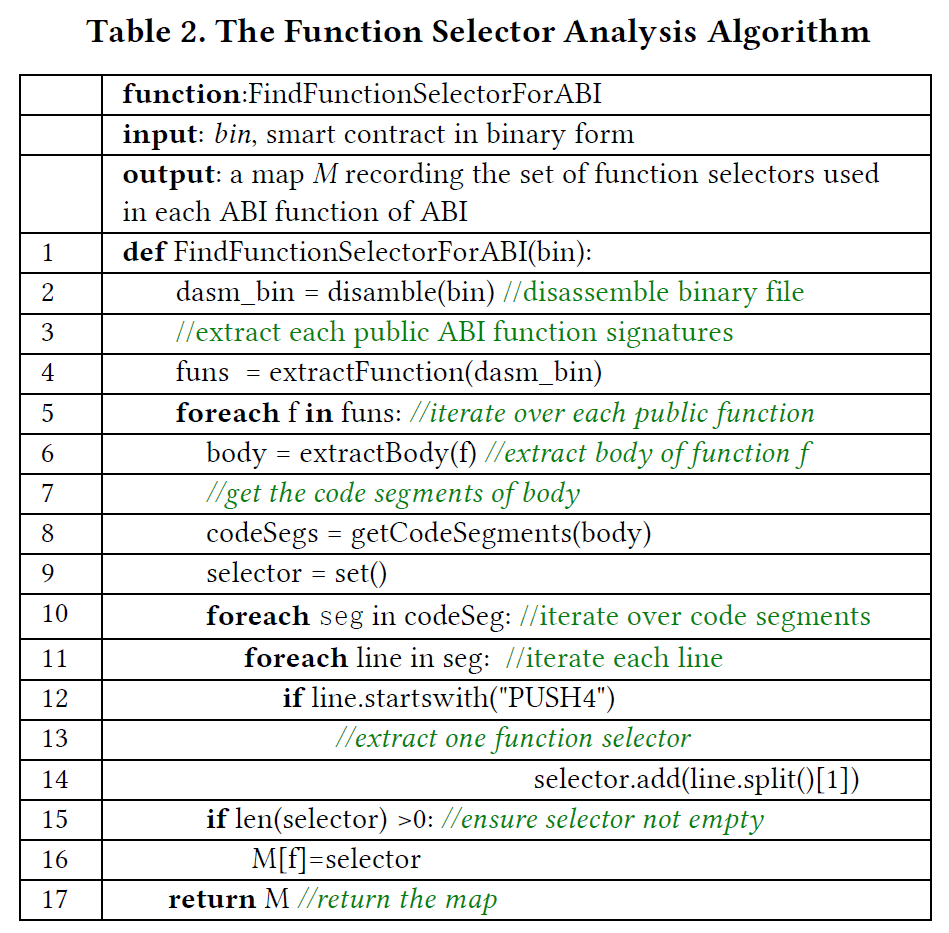 Table 2. The Function Selector Analysis Algorithm
function:FindFunctionSelectorForABI
input: bin, smart contract in binary form
output: a map M recording the set of function selectors used
in each ABI function of ABI
1 def FindFunctionSelectorForABI(bin):
2 dasm_bin = disamble(bin) //disassemble binary file
3 //extract each public ABI function signatures
4 funs = extractFunction(dasm_bin)
5 foreach f in funs: //iterate over each public function
6 body = extractBody(f) //extract body of function f
7 //get the code segments of body
8 codeSegs = getCodeSegments(body)
9 selector = set()
10 foreach seg in codeSeg: //iterate over code segments
11 foreach line in seg: //iterate each line
12 if line.startswith("PUSH4")
13 //extract one function selector
14 selector.add(line.split()[1])
15 if len(selector) >0: //ensure selector not empty
16 M[f]=selector
17 return M //return the map